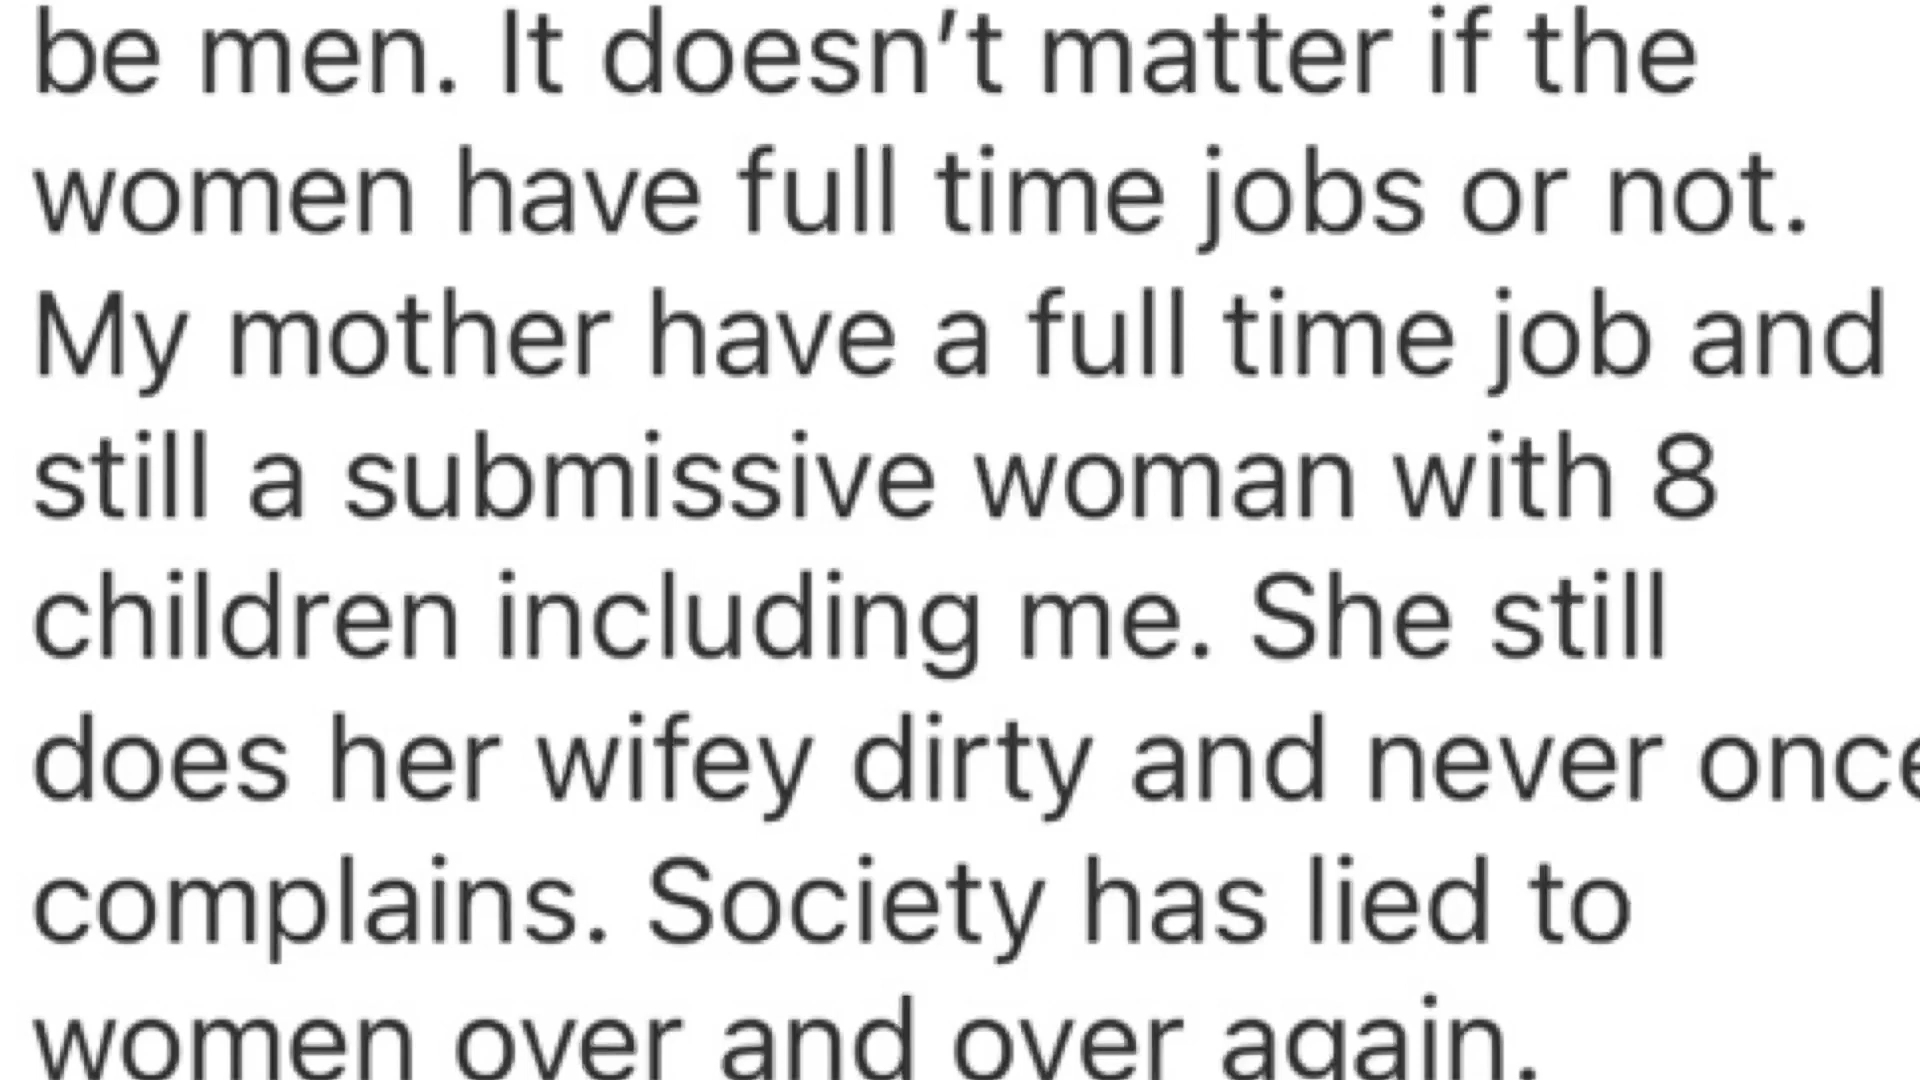 be men. It doesn't matter if the
women have full time jobs or not.
My mother have a full time job and
still a submissive woman with 8
children including me. She still
does her wifey dirty and never once
complains. Society has lied to
women over and over again.